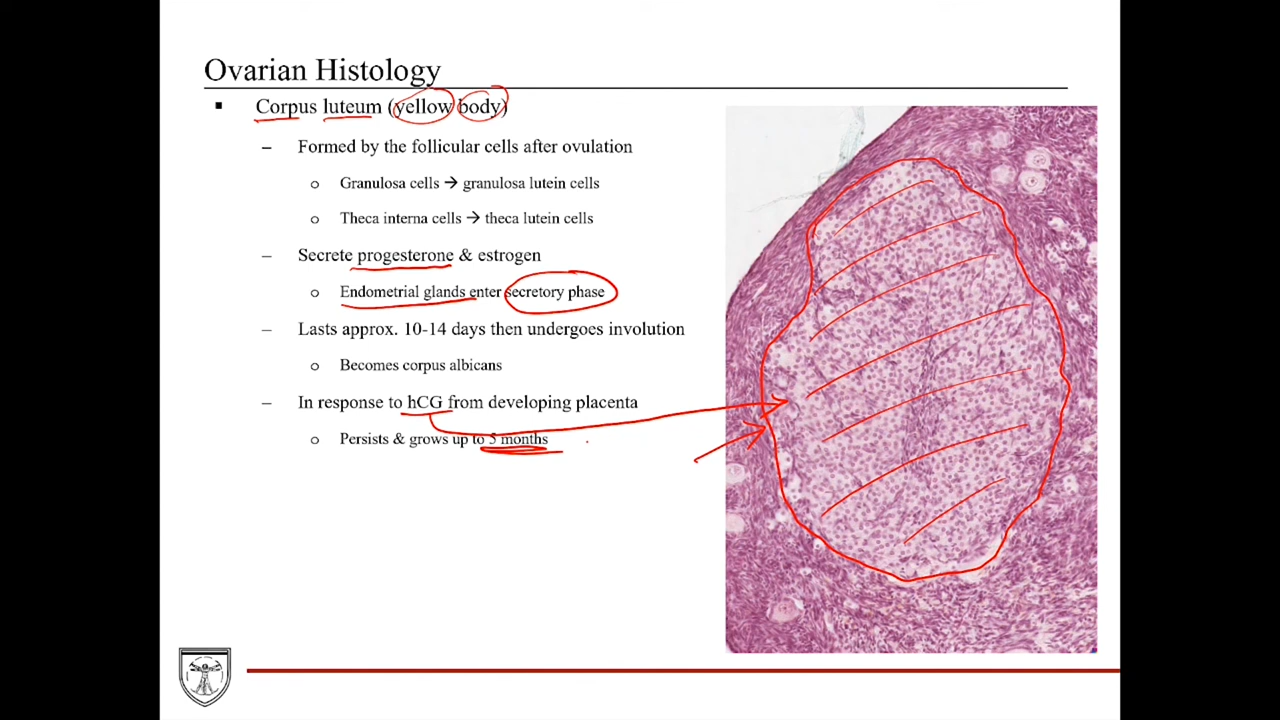 Ovarian Histology
▪ Corpus luteum (yellow body)
– Formed by the follicular cells after ovulation
o Granulosa cells → granulosa lutein cells
o Theca interna cells → theca lutein cells
– Secrete progesterone & estrogen
o Endometrial glands enter secretory phase
– Lasts approx. 10-14 days then undergoes involution
o Becomes corpus albicans
– In response to hCG from developing placenta
o Persists & grows up to 5 months